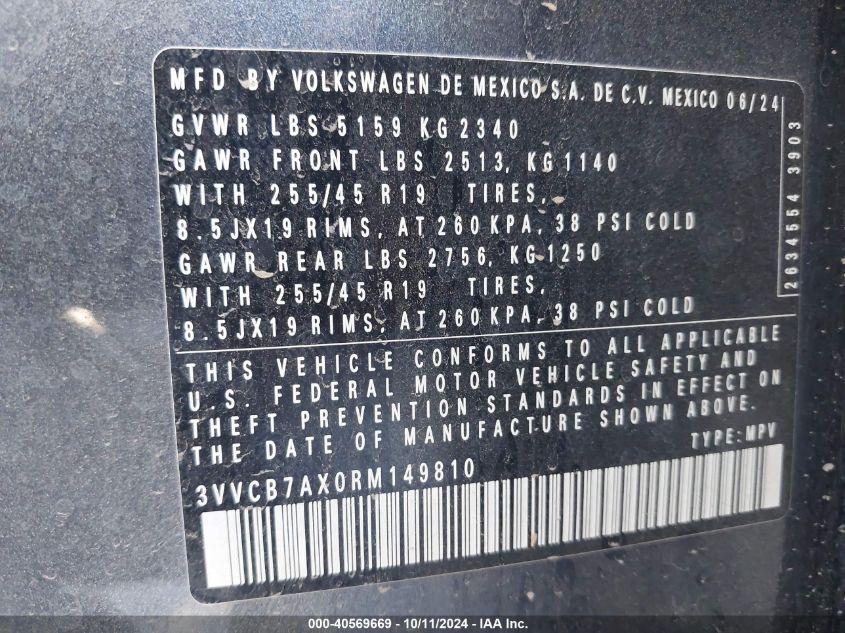 MFD BY VOLKSWAGEN DE MEXICO S.A. DE C.V. MEXICO 06/24
GVWR LBS 5159 KG 2340
GAWR FRONT LBS 2513, KG 1140
WITH 255/45 R19 TIRES,
8.5JX19 RIMS, AT 260 KPA, 38 PSI COLD
GAWR REAR LBS 2756, KG 1250
WITH 255/45 R19 TIRES,
8.5JX19 RIMS, AT 260 KPA, 38 PSI COLD
2634554 3903
THIS VEHICLE CONFORMS TO ALL APPLICABLE
U.S. FEDERAL MOTOR VEHICLE SAFETY AND
THEFT PREVENTION STANDARDS IN EFFECT ON
THE DATE OF MANUFACTURE SHOWN ABOVE.
TYPE: MPV
3VVCB7AX0RM149810
000-40569669 - 10/11/2024 - IAA Inc.